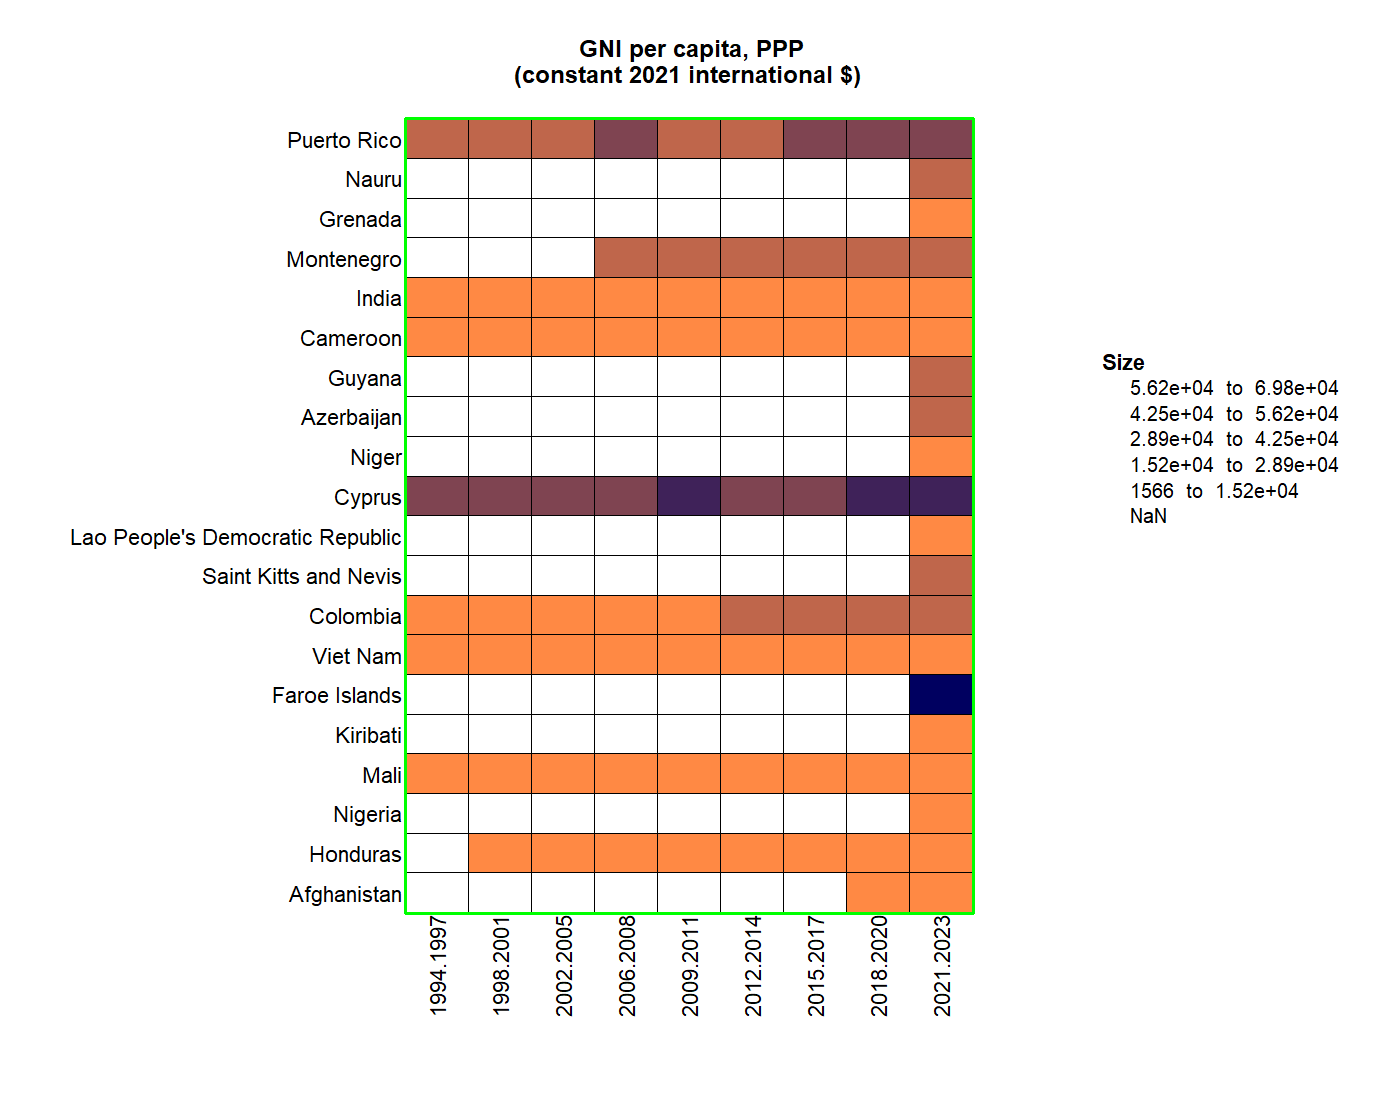 GNI per capita, PPP
(constant 2021 international $)
Puerto Rico
Nauru
Grenada
Montenegro
India
Cameroon
Guyana
Azerbaijan
Niger
Cyprus
Lao People's Democratic Republic
Saint Kitts and Nevis
Colombia
Viet Nam
Faroe Islands
Kiribati
Mali
Nigeria
Honduras
Afghanistan
1994.1997
1998.2001
2002.2005
2006.2008
2009.2011
2012.2014
2015.2017
2018.2020
2021.2023
Size
5.62e+04 to 6.98e+04
4.25e+04 to 5.62e+04
2.89e+04 to 4.25e+04
1.52e+04 to 2.89e+04
1566 to 1.52e+04
NaN